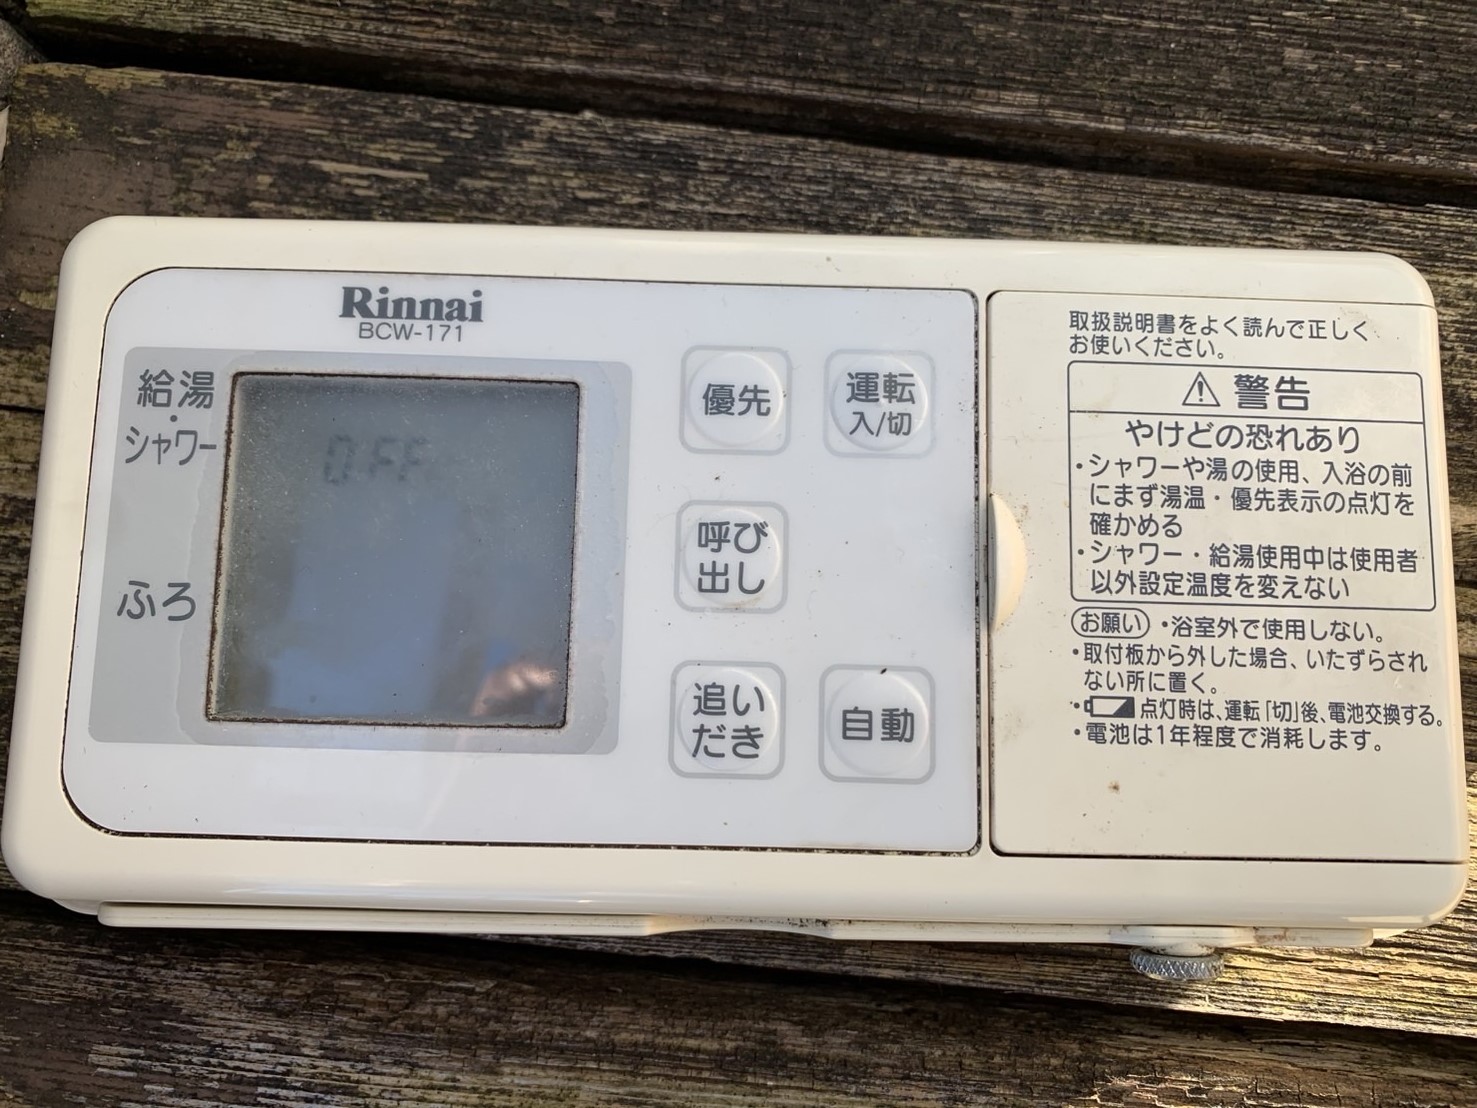 Rinnai
BCW-171
給湯
・
シャワー
ふろ
OFF
優先
運転
入/切
呼び
出し
追い
だき
自動
取扱説明書をよく読んで正しく
お使いください。
⚠ 警告
やけどの恐れあり
・シャワーや湯の使用、入浴の前
にまず湯温・優先表示の点灯を
確かめる
・シャワー・給湯使用中は使用者
以外設定温度を変えない
お願い ・浴室外で使用しない。
・取付板から外した場合、いたずらされ
ない所に置く。
・点灯時は、運転「切」後、電池交換する。
・電池は1年程度で消耗します。